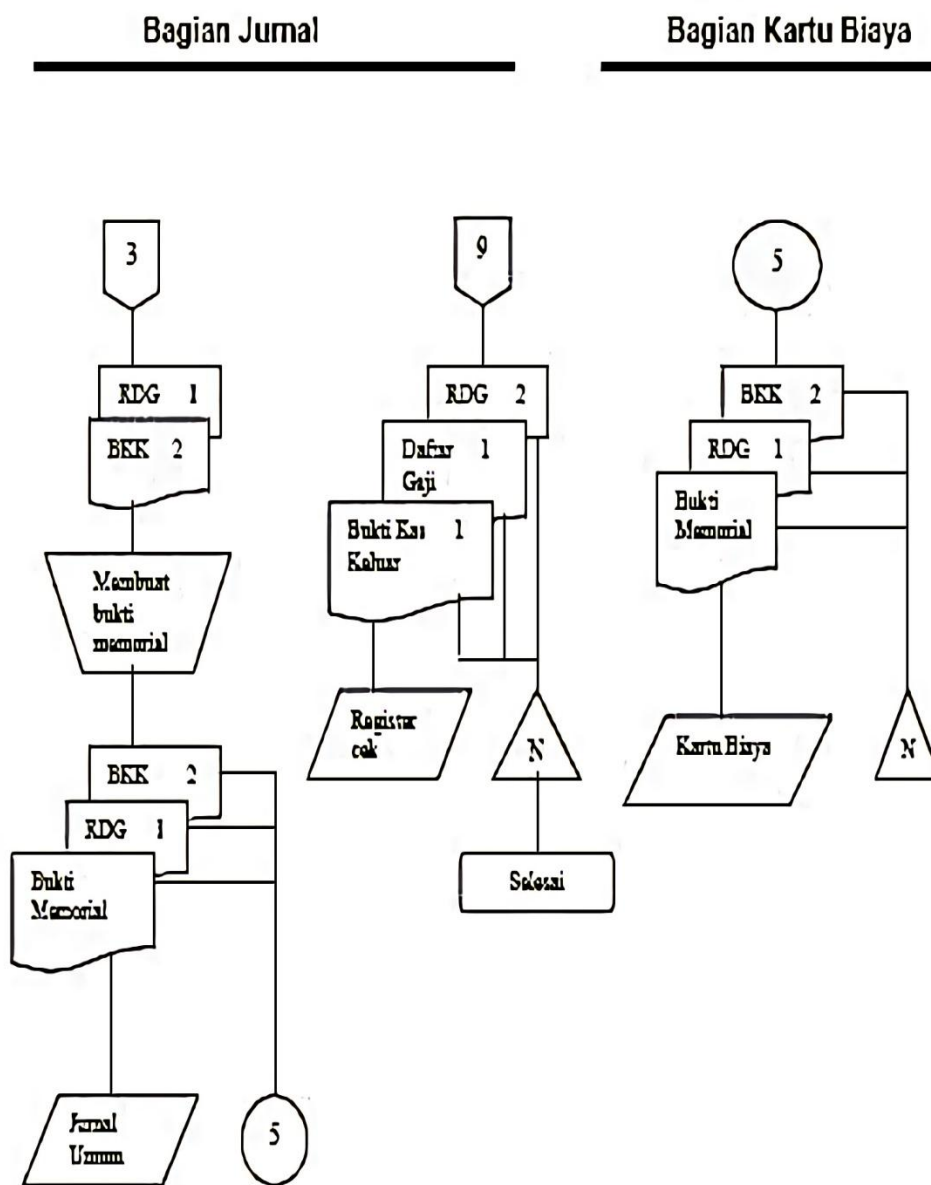 Bagian Jurnal
Bagian Kartu Biaya
3
RDG 1
BKK 2
Membuat
bukti
memorial
BKK 2
RDG 1
Bukti
Memorial
Jurnal
Umum
5
9
RDG 2
Daftar 1
Gaji
Bukti Kas 1
Keluar
Register
cek
N
Selesai
5
BKK 2
RDG 1
Bukti
Memorial
Kartu Biaya
N